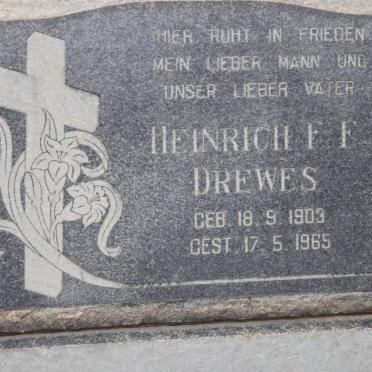 HIER RUHT IN FRIEDEN
MEIN LIEBER MANN UND
UNSER LIEBER VATER
HEINRICH F. F.
DREWES
GEB. 18. 9. 1903
GEST. 17. 5. 1965